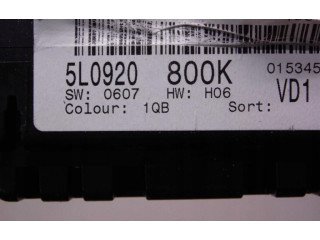 5L0920 800K 015345
SW: 0607 HW: H06 VD1
Colour: 1QB Sort: